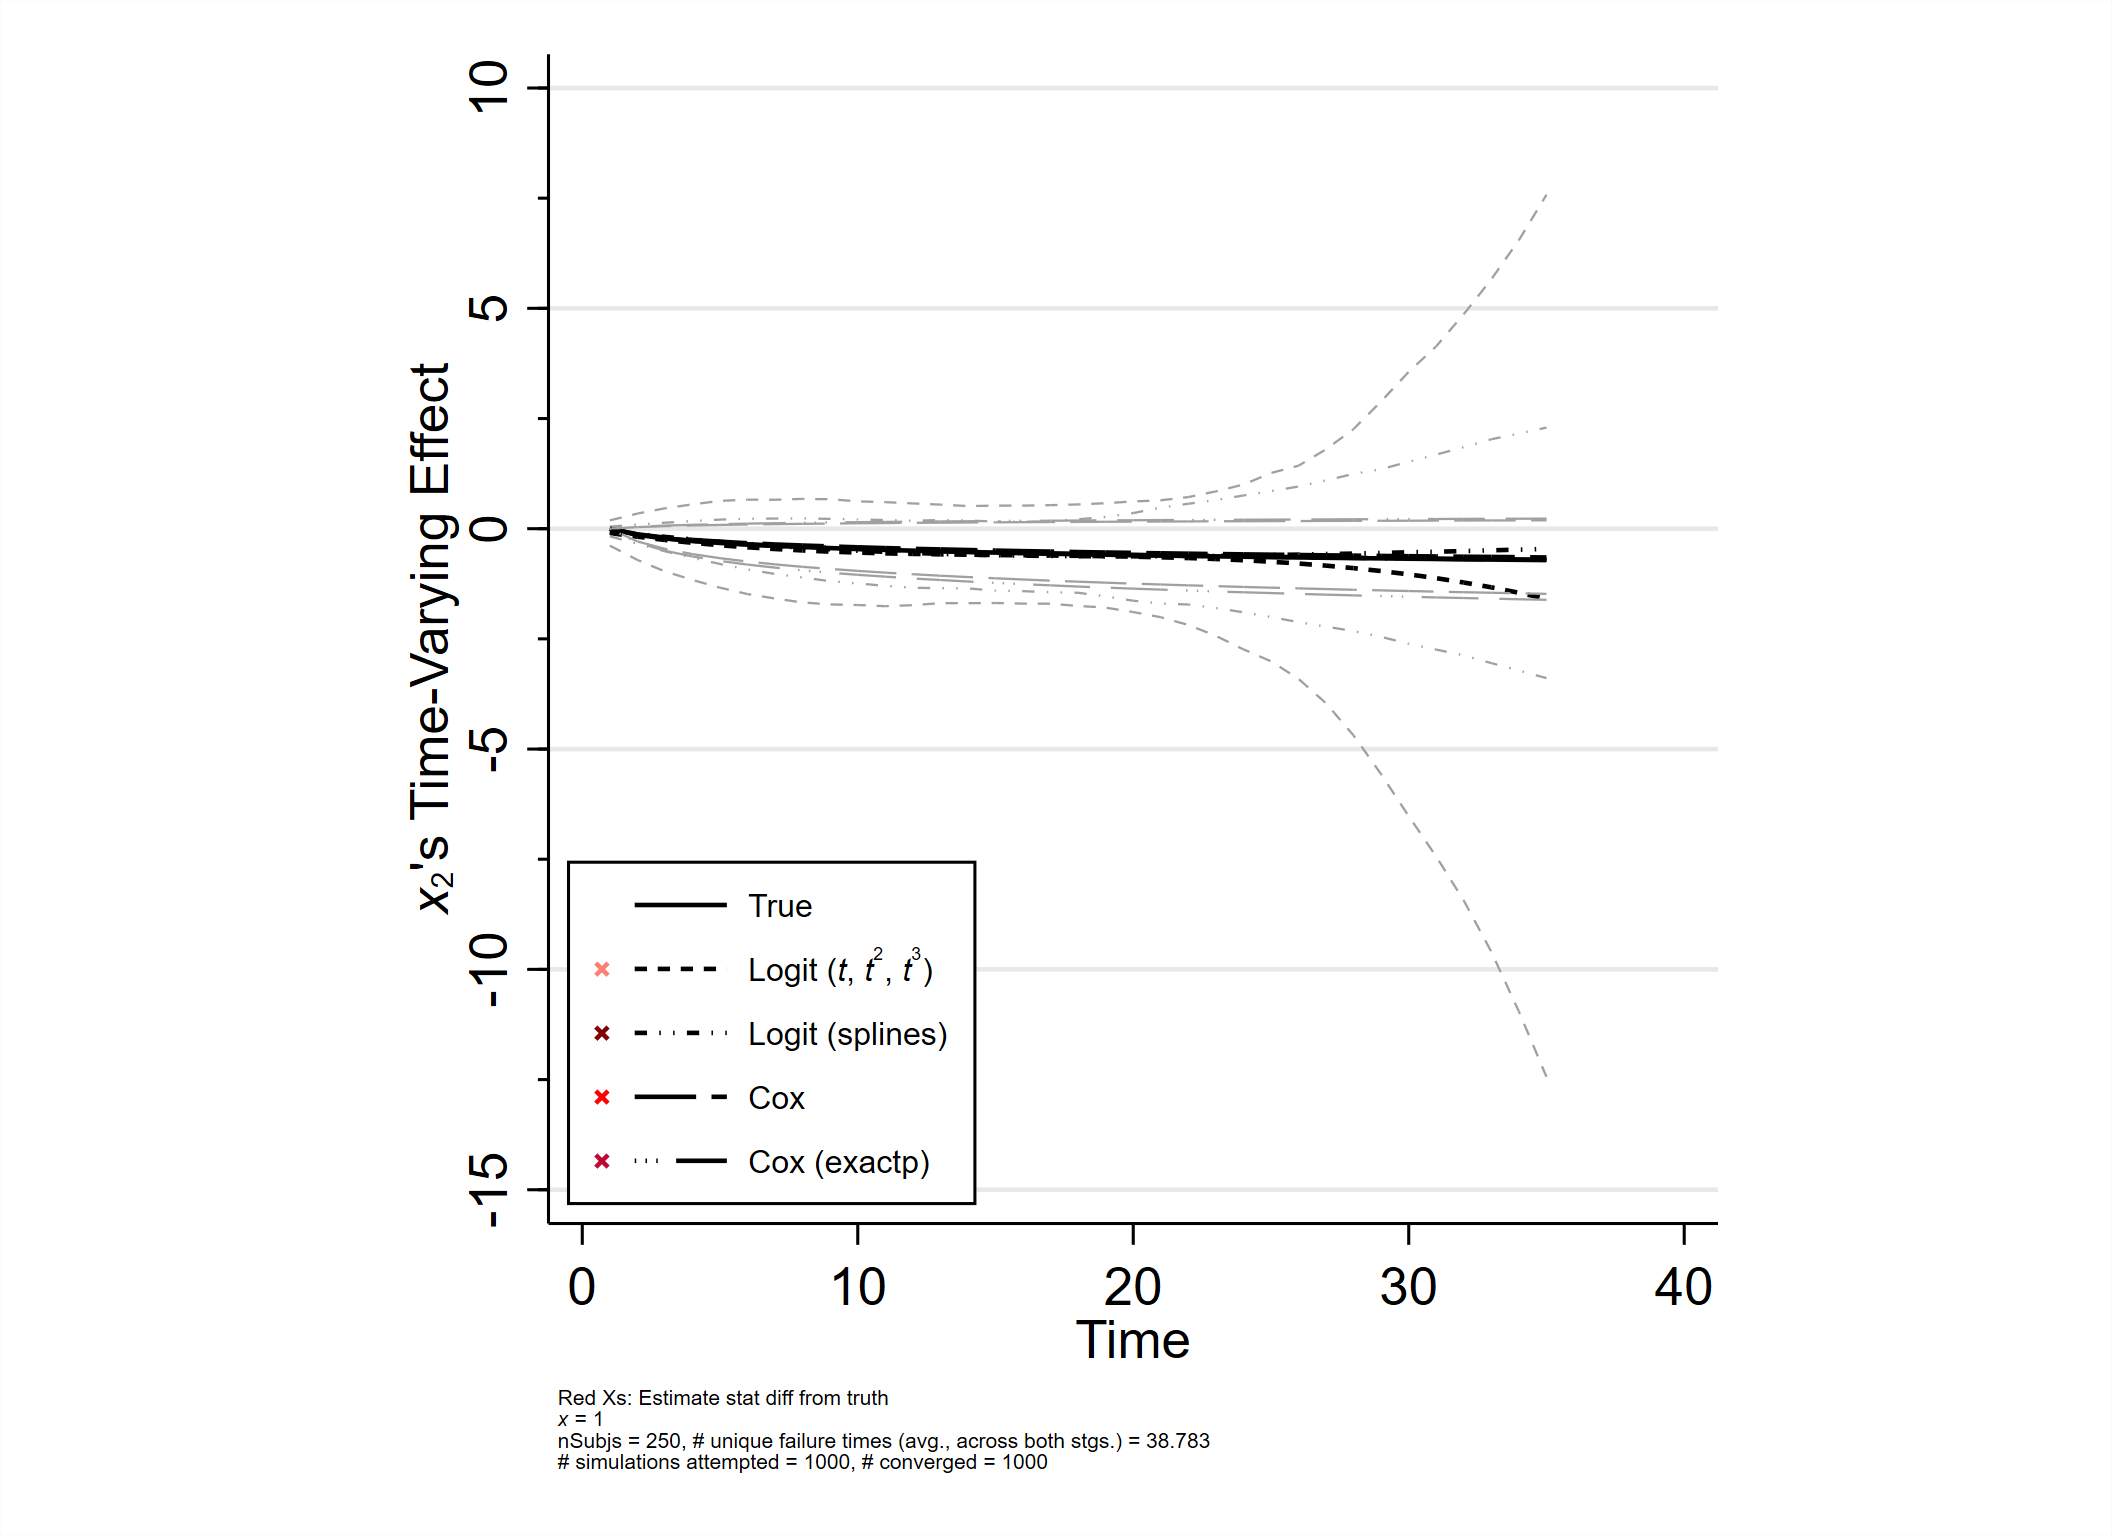 10
5
0
-5
-10
-15
x₂'s Time-Varying Effect
True
Logit (t, t², t³)
Logit (splines)
Cox
Cox (exactp)
0 10 20 30 40
Time
Red Xs: Estimate stat diff from truth
x = 1
nSubjs = 250, # unique failure times (avg., across both stgs.) = 38.783
# simulations attempted = 1000, # converged = 1000